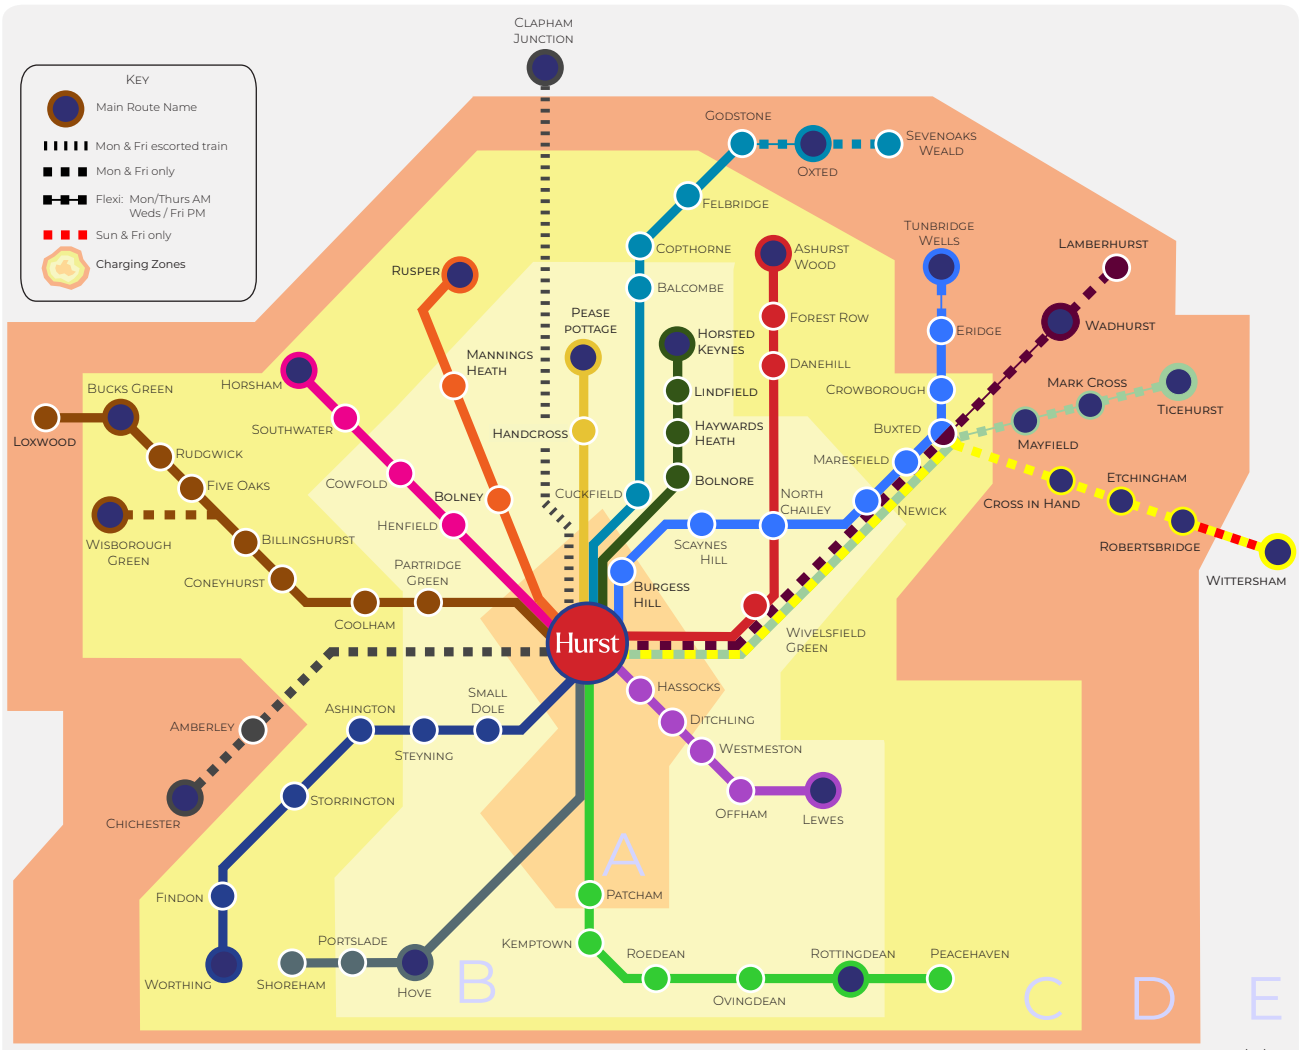 Clapham
Junction
Key
Main Route Name
Mon & Fri escorted train
Mon & Fri only
Flexi: Mon/Thurs AM
Weds / Fri PM
Sun & Fri only
Charging Zones
Godstone
Oxted
Sevenoaks
Weald
Felbridge
Copthorne
Balcombe
Cuckfield
Tunbridge
Wells
Eridge
Crowborough
Buxted
Maresfield
Newick
North
Chailey
Scaynes
Hill
Burgess
Hill
Lamberhurst
Wadhurst
Mark Cross
Ticehurst
Mayfield
Cross in Hand
Etchingham
Robertsbridge
Wittersham
Ashurst
Wood
Forest Row
Danehill
Wivelsfield
Green
Horsted
Keynes
Lindfield
Haywards
Heath
Bolnore
Pease
pottage
Handcross
Rusper
Mannings
Heath
Bolney
Horsham
Southwater
Cowfold
Henfield
Bucks Green
Loxwood
Rudgwick
Five Oaks
Wisborough
Green
Billingshurst
Coneyhurst
Coolham
Partridge
Green
Hurst
Amberley
Chichester
Small
Dole
Ashington
Steyning
Storrington
Findon
Worthing
Portslade
Shoreham
Hove
Hassocks
Ditchling
Westmeston
Offham
Lewes
Patcham
Kemptown
Roedean
Ovingdean
Rottingdean
Peacehaven
A
B
C
D
E